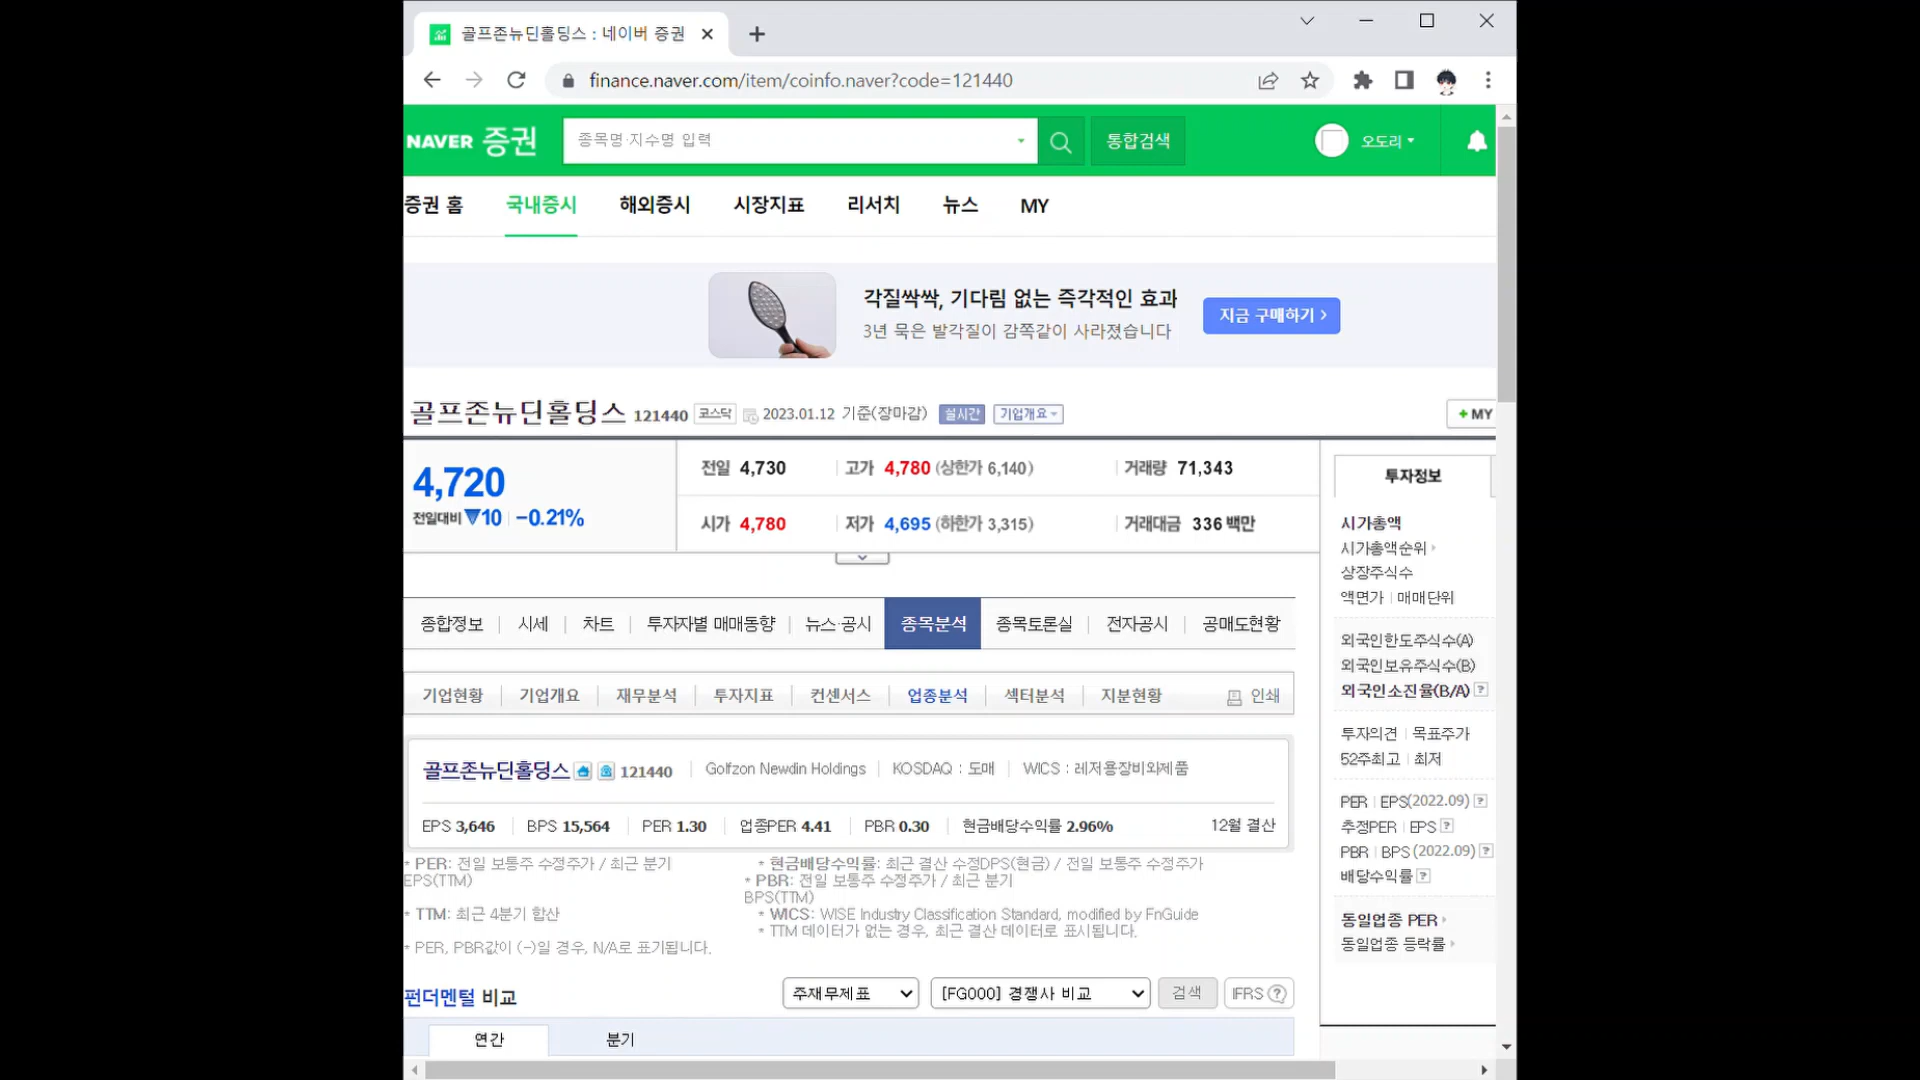 골프존뉴딘홀딩스 : 네이버 증권
finance.naver.com/item/coinfo.naver?code=121440
NAVER 증권
종목명·지수명 입력
통합검색
오도리
증권 홈 국내증시 해외증시 시장지표 리서치 뉴스 MY
각질싹싹, 기다림 없는 즉각적인 효과
3년 묵은 발각질이 감쪽같이 사라졌습니다
지금 구매하기 >
골프존뉴딘홀딩스 121440 코스닥 2023.01.12 기준(장마감) 실시간 기업개요
+ MY
4,720
전일대비 ▼10 -0.21%
전일 4,730 고가 4,780 (상한가 6,140) 거래량 71,343
시가 4,780 저가 4,695 (하한가 3,315) 거래대금 336 백만
투자정보
시가총액
시가총액순위
상장주식수
액면가 | 매매단위
외국인한도주식수(A)
외국인보유주식수(B)
외국인소진율(B/A) ?
투자의견 | 목표주가
52주최고 | 최저
PER | EPS(2022.09) ?
추정PER | EPS ?
PBR | BPS (2022.09) ?
배당수익률 ?
동일업종 PER
동일업종 등락률
종합정보 시세 차트 투자자별 매매동향 뉴스·공시 종목분석 종목토론실 전자공시 공매도현황
기업현황 기업개요 재무분석 투자지표 컨센서스 업종분석 섹터분석 지분현황 인쇄
골프존뉴딘홀딩스 121440 Golfzon Newdin Holdings KOSDAQ : 도매 WICS : 레저용장비와제품
EPS 3,646 BPS 15,564 PER 1.30 업종PER 4.41 PBR 0.30 현금배당수익률 2.96% 12월 결산
* PER: 전일 보통주 수정주가 / 최근 분기
EPS(TTM)
* 현금배당수익률: 최근 결산 수정DPS(현금) / 전일 보통주 수정주가
* PBR: 전일 보통주 수정주가 / 최근 분기
BPS(TTM)
* TTM: 최근 4분기 합산
* WICS: WISE Industry Classification Standard, modified by FnGuide
* TTM 데이터가 없는 경우, 최근 결산 데이터로 표시됩니다.
* PER, PBR값이 (-)일 경우, N/A로 표기됩니다.
펀더멘털 비교
주재무제표
[FG000] 경쟁사 비교
검색
IFRS ?
연간 분기